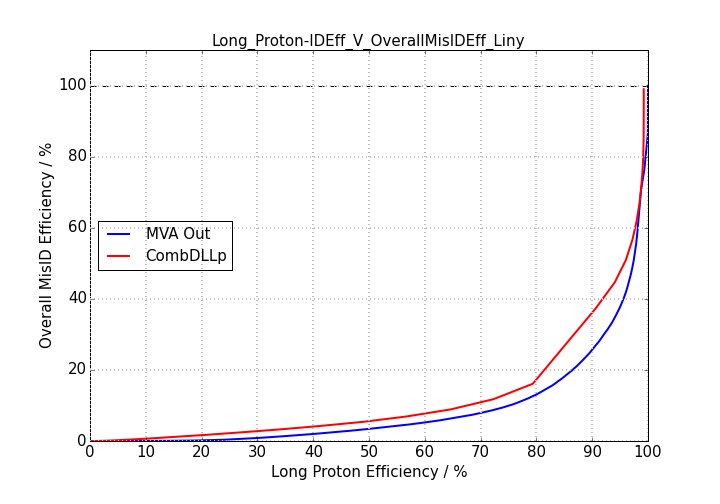 Long_Proton-IDEff_V_OverallMisIDEff_Liny
100
80
60
40
20
0
Overall MisID Efficiency / %
MVA Out
CombDLLp
0 10 20 30 40 50 60 70 80 90 100
Long Proton Efficiency / %